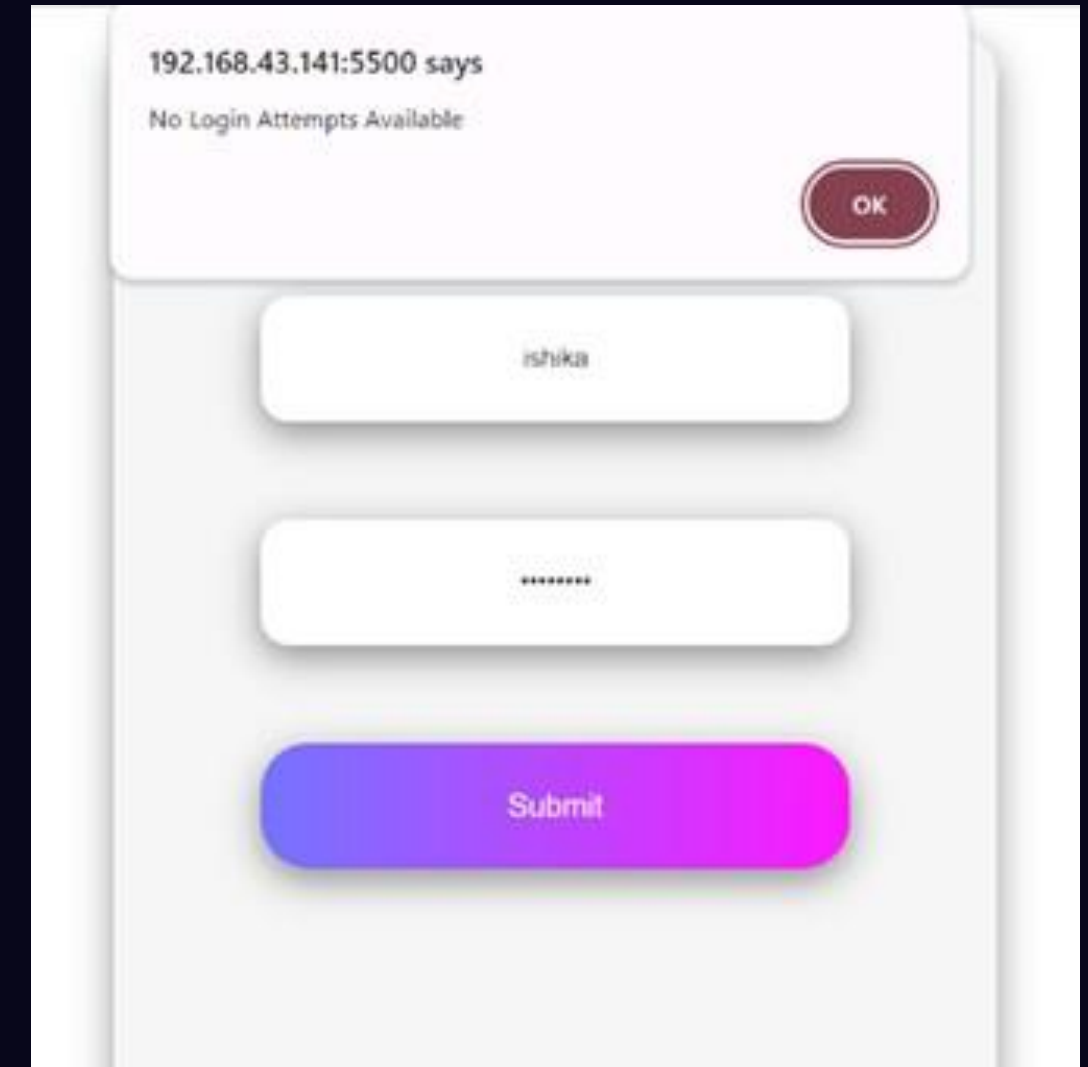 192.168.43.141:5500 says
No Login Attempts Available
OK
ishika
••••••••
Submit